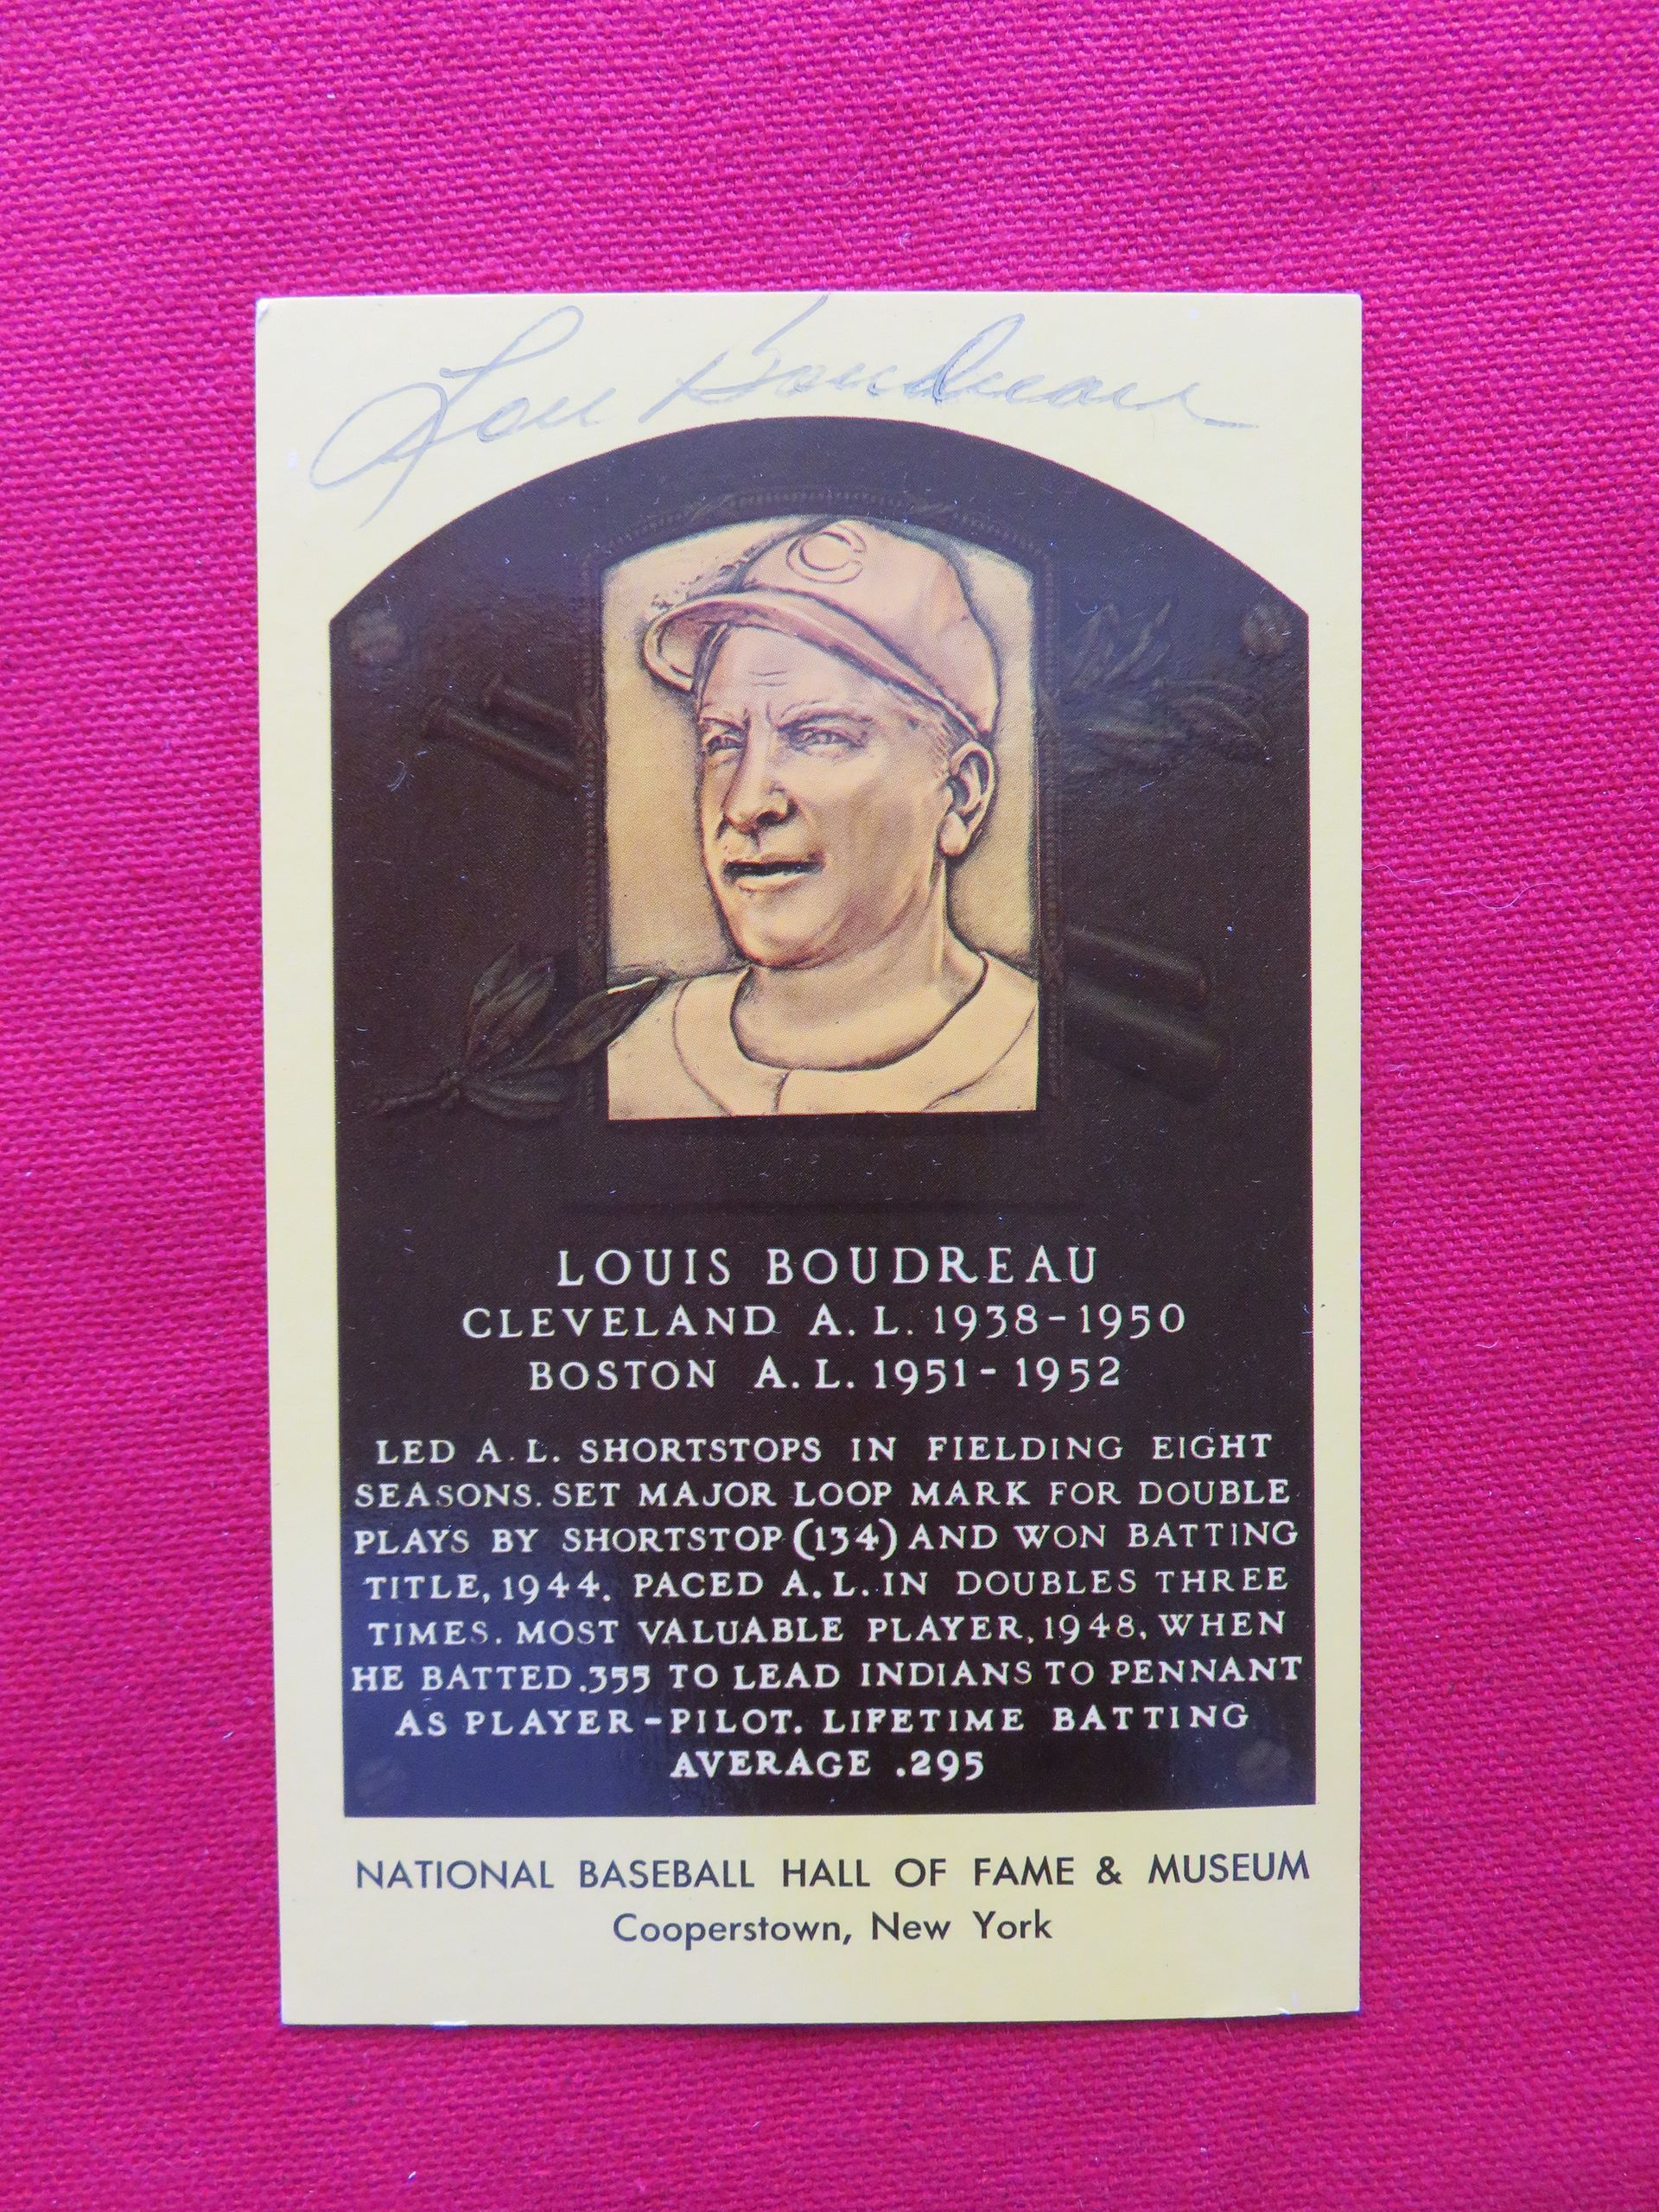 Lou Boudreau
C
LOUIS BOUDREAU
CLEVELAND A. L. 1938-1950
BOSTON A. L. 1951-1952
LED A. L. SHORTSTOPS IN FIELDING EIGHT
SEASONS. SET MAJOR LOOP MARK FOR DOUBLE
PLAYS BY SHORTSTOP (134) AND WON BATTING
TITLE, 1944. PACED A. L. IN DOUBLES THREE
TIMES. MOST VALUABLE PLAYER, 1948, WHEN
HE BATTED .355 TO LEAD INDIANS TO PENNANT
AS PLAYER-PILOT. LIFETIME BATTING
AVERAGE .295
NATIONAL BASEBALL HALL OF FAME & MUSEUM
Cooperstown, New York